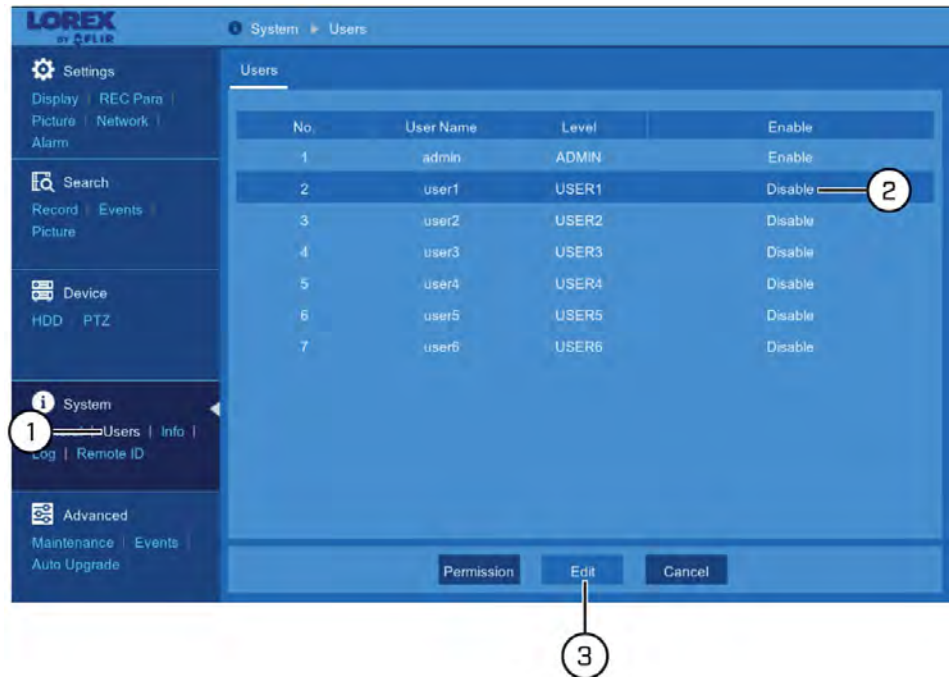 LOREX
BY FLIR
System ▶ Users
Settings
Display | REC Para |
Picture | Network |
Alarm
Search
Record | Events |
Picture
Device
HDD | PTZ
System
Users | Info |
Log | Remote ID
Advanced
Maintenance | Events |
Auto Upgrade
Users
No. User Name Level Enable
1 admin ADMIN Enable
2 user1 USER1 Disable
3 user2 USER2 Disable
4 user3 USER3 Disable
5 user4 USER4 Disable
6 user5 USER5 Disable
7 user6 USER6 Disable
Permission Edit Cancel
1
2
3